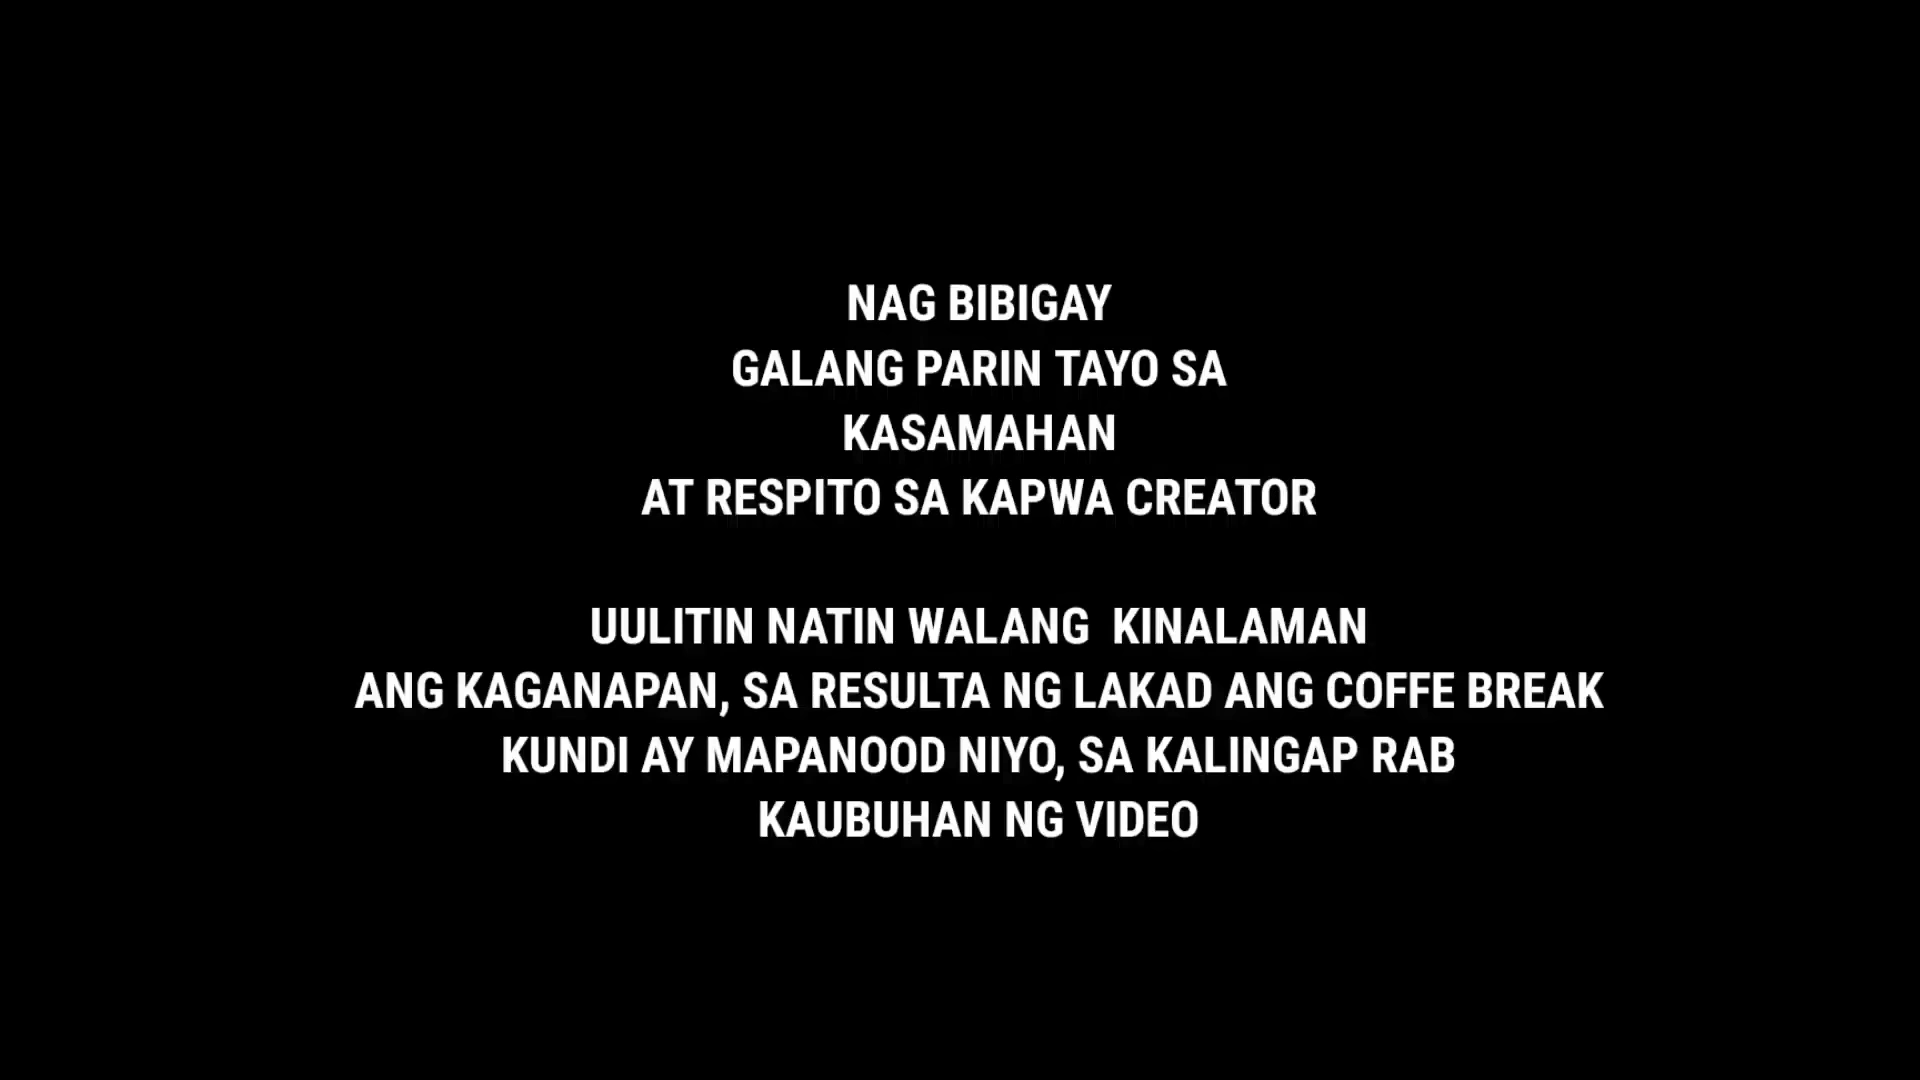 NAG BIBIGAY
GALANG PARIN TAYO SA
KASAMAHAN
AT RESPITO SA KAPWA CREATOR
UULITIN NATIN WALANG  KINALAMAN
ANG KAGANAPAN, SA RESULTA NG LAKAD ANG COFFE BREAK
KUNDI AY MAPANOOD NIYO, SA KALINGAP RAB
KAUBUHAN NG VIDEO